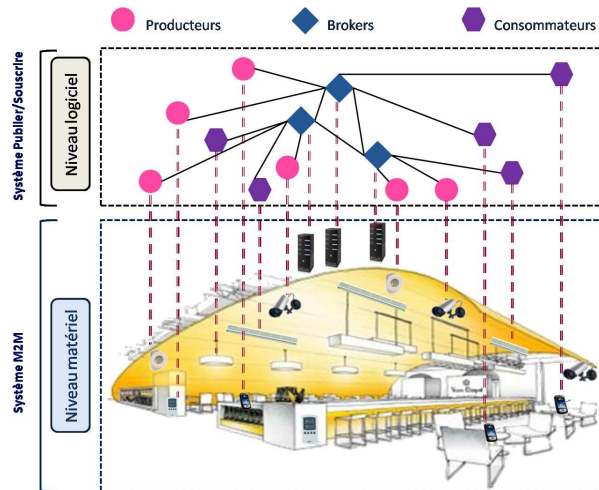 Producteurs
Brokers
Consommateurs
Système Publier/Souscrire
Niveau logiciel
Système M2M
Niveau matériel